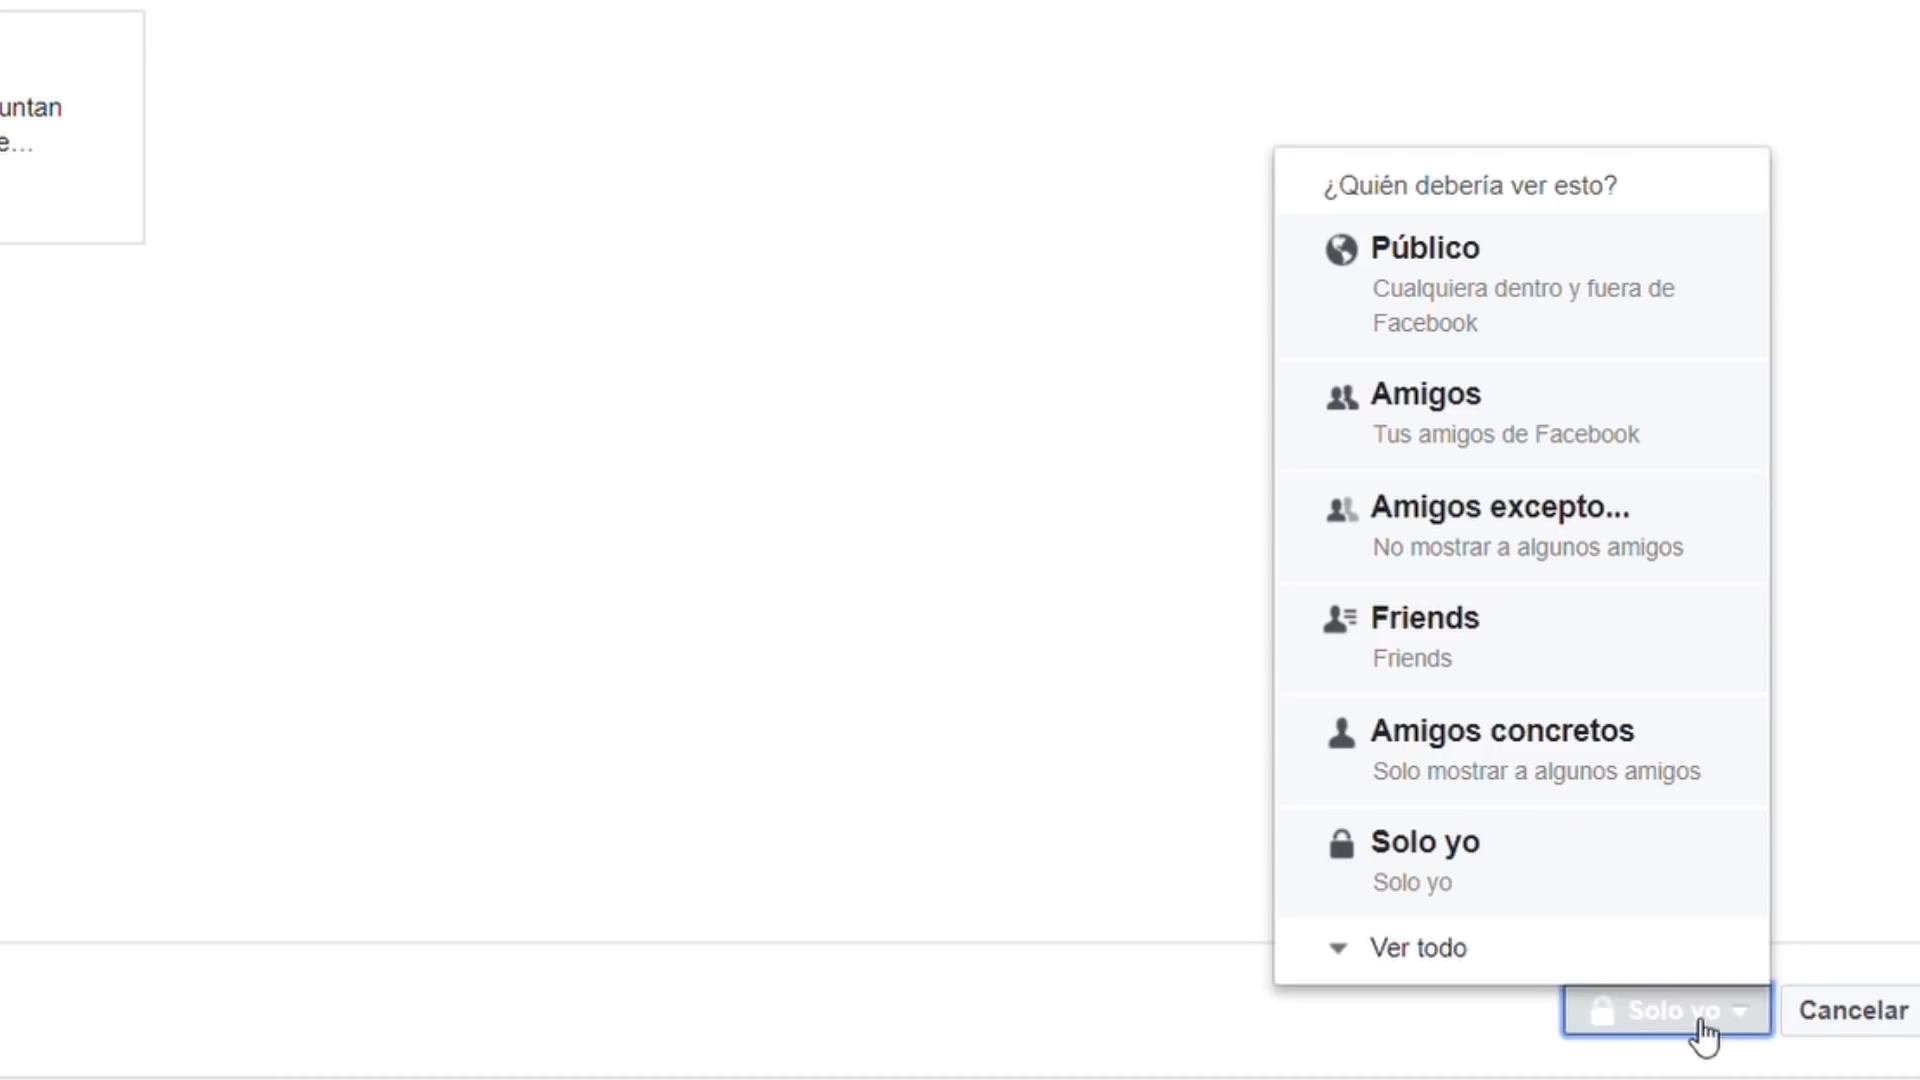 untan
e...
¿Quién debería ver esto?
Público
Cualquiera dentro y fuera de
Facebook
Amigos
Tus amigos de Facebook
Amigos excepto...
No mostrar a algunos amigos
Friends
Friends
Amigos concretos
Solo mostrar a algunos amigos
Solo yo
Solo yo
Ver todo
Solo yo
Cancelar